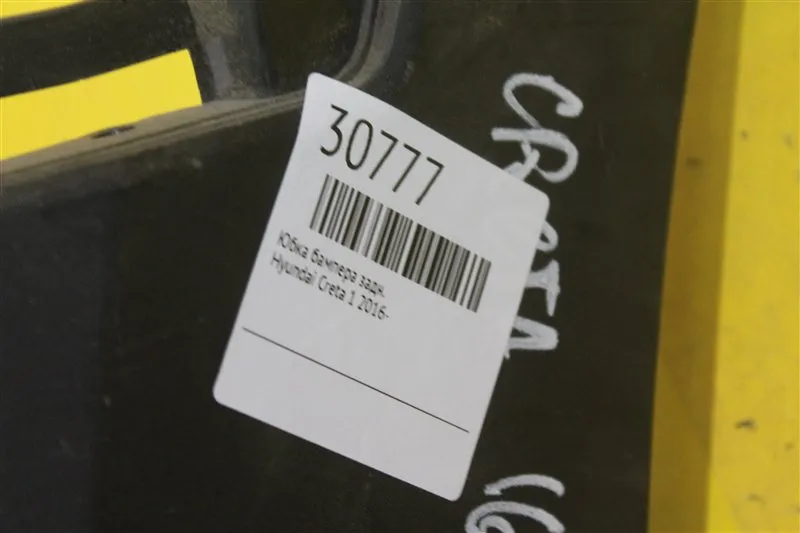 30777
Юбка бампера задн.
Hyundai Creta 1 2016-
CRETA